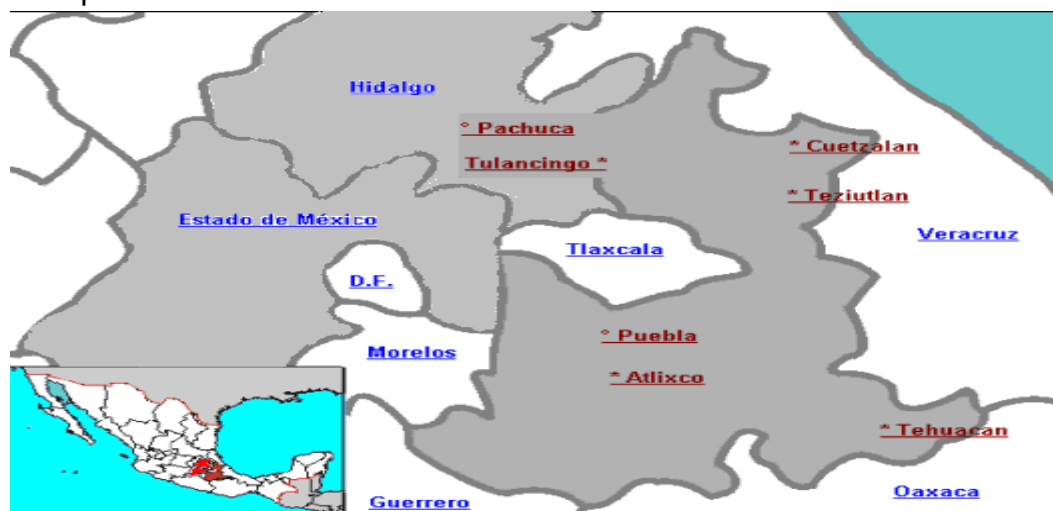 Hidalgo
° Pachuca
* Cuetzalan
Tulancingo *
* Teziutlan
Estado de México
Veracruz
Tlaxcala
D.F.
° Puebla
Morelos
* Atlixco
* Tehuacan
Oaxaca
Guerrero